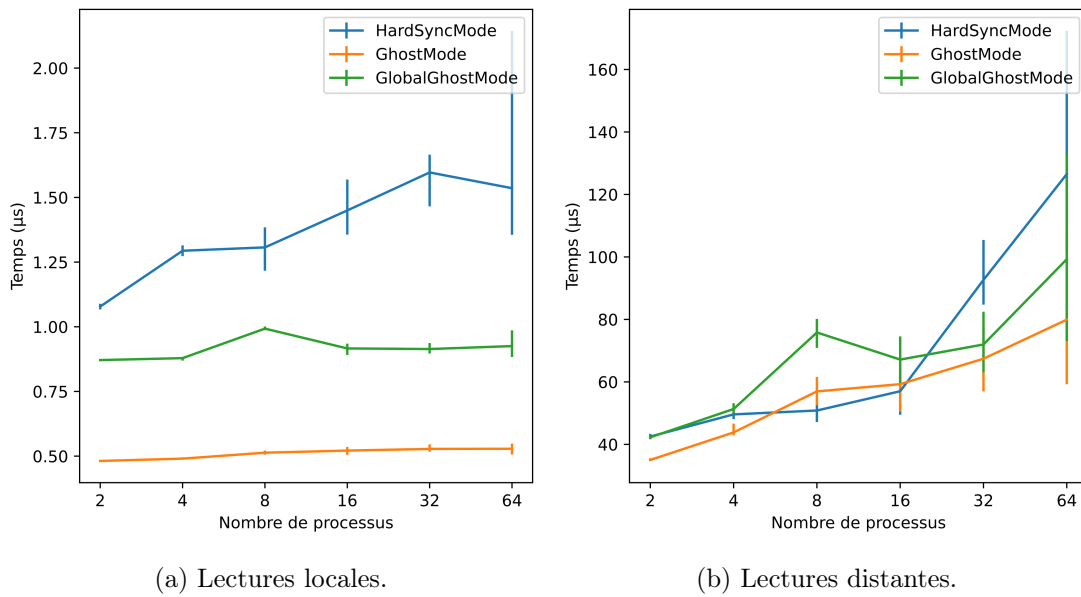 HardSyncMode
GhostMode
GlobalGhostMode
2.00
1.75
1.50
1.25
1.00
0.75
0.50
Temps (µs)
2 4 8 16 32 64
Nombre de processus
(a) Lectures locales.
HardSyncMode
GhostMode
GlobalGhostMode
160
140
120
100
80
60
40
Temps (µs)
2 4 8 16 32 64
Nombre de processus
(b) Lectures distantes.